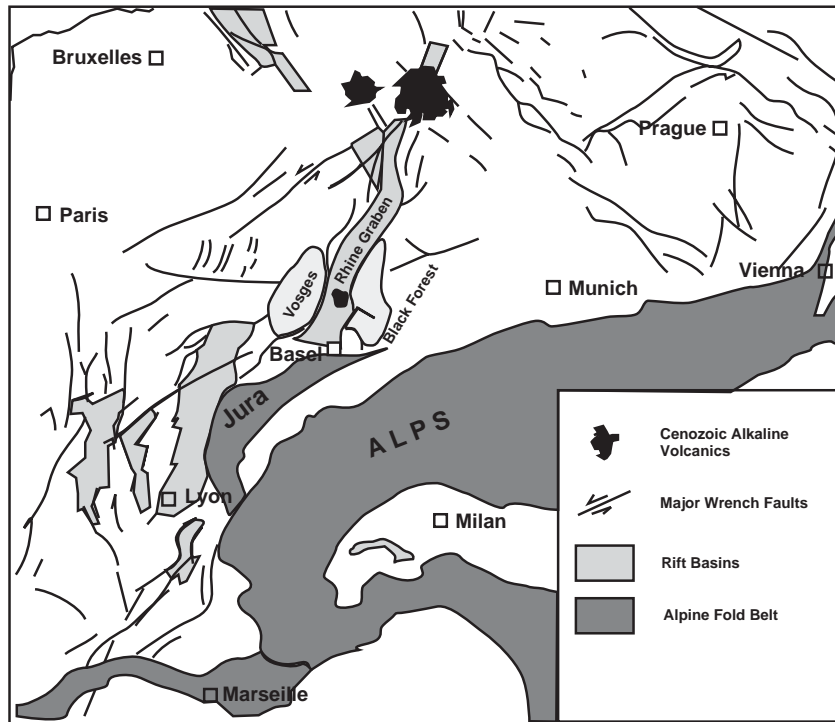 Bruxelles
Prague
Paris
Rhine Graben
Vosges
Black Forest
Vienna
Munich
Basel
Jura
ALPS
Lyon
Milan
Marseille
Cenozoic Alkaline
Volcanics
Major Wrench Faults
Rift Basins
Alpine Fold Belt